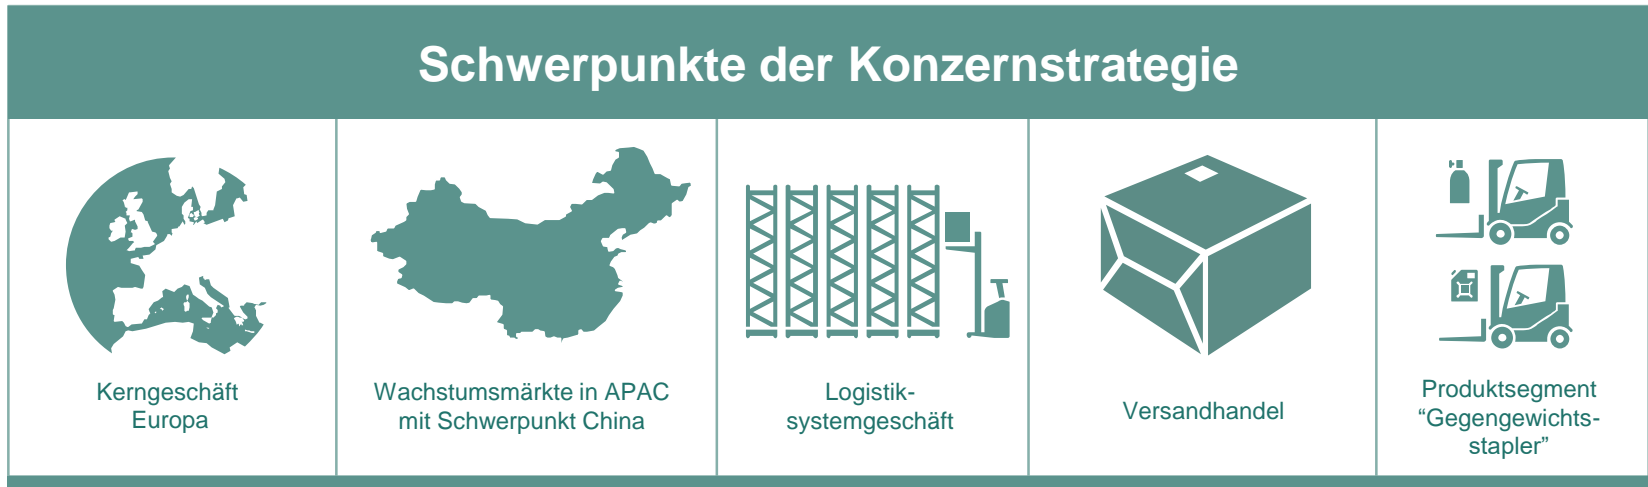 Schwerpunkte der Konzernstrategie
Kerngeschäft
Europa
Wachstumsmärkte in APAC
mit Schwerpunkt China
Logistik-
systemgeschäft
Versandhandel
Produktsegment
“Gegengewichts-
stapler”